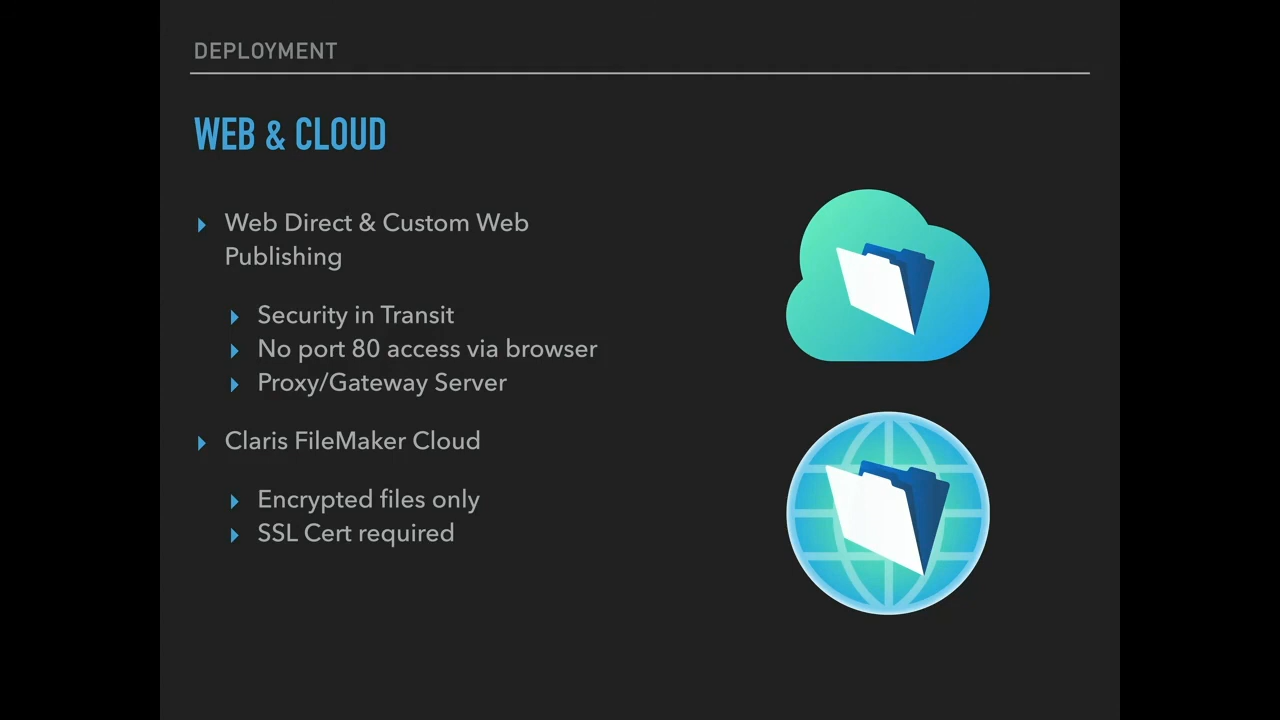 DEPLOYMENT
WEB & CLOUD
Web Direct & Custom Web
Publishing
Security in Transit
No port 80 access via browser
Proxy/Gateway Server
Claris FileMaker Cloud
Encrypted files only
SSL Cert required